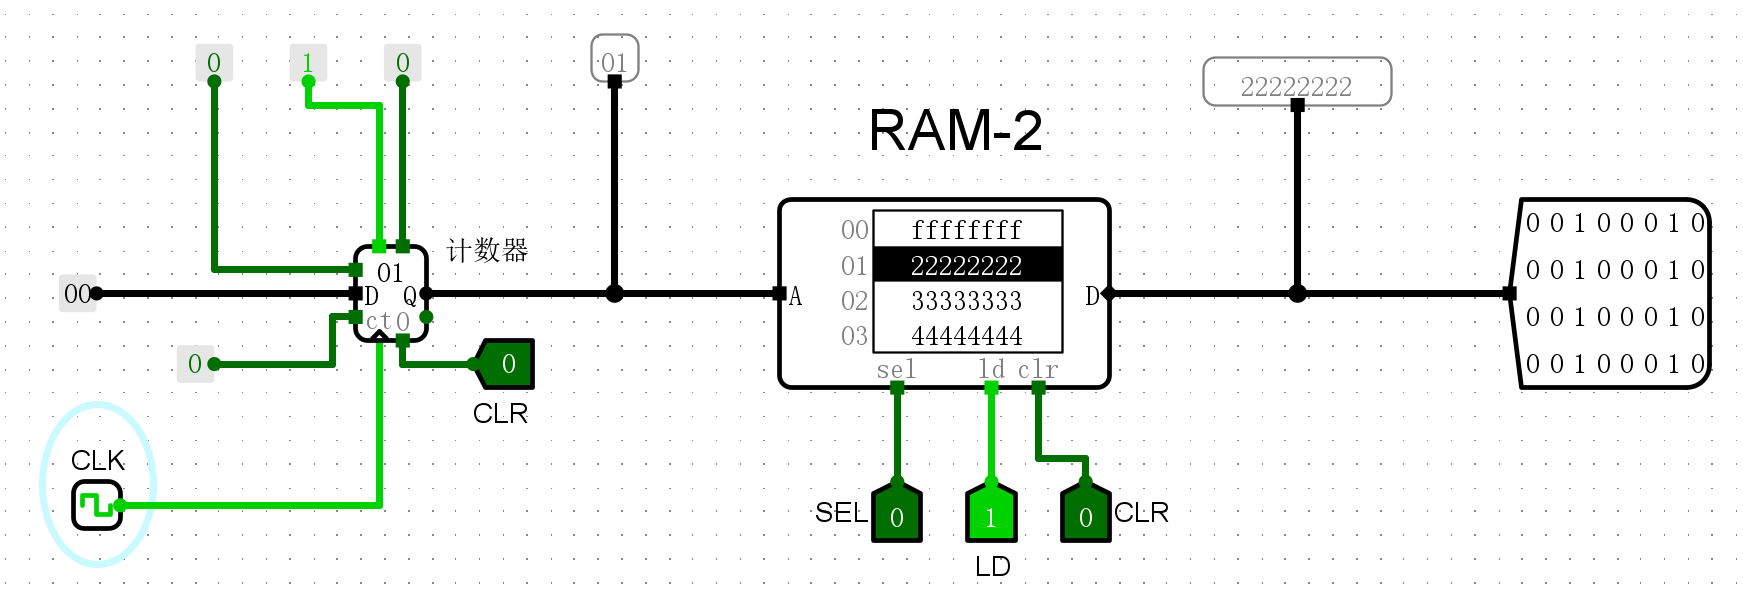 0
1
0
01
22222222
RAM-2
计数器
00
01
D
Q
ct
0
0
0
CLR
CLK
00
ffffffff
01
22222222
02
33333333
03
44444444
A
D
sel
ld
clr
SEL
0
1
0
CLR
LD
0 0 1 0 0 0 1 0
0 0 1 0 0 0 1 0
0 0 1 0 0 0 1 0
0 0 1 0 0 0 1 0